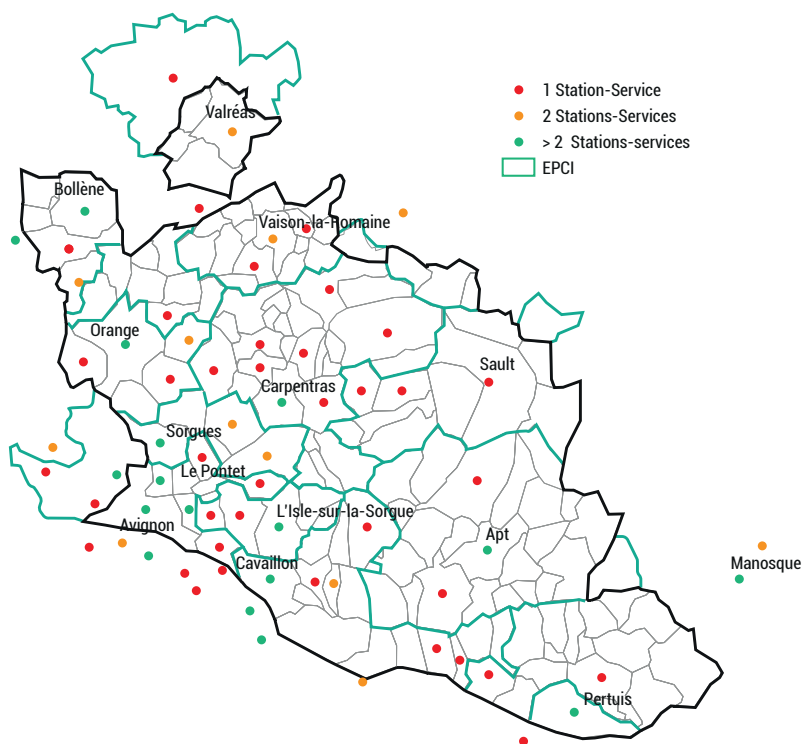 Valréas
1 Station-Service
2 Stations-Services
> 2 Stations-services
EPCI
Bollène
Vaison-la-Romaine
Orange
Sault
Carpentras
Sorgues
Le Pontet
L'Isle-sur-la-Sorgue
Avignon
Apt
Cavaillon
Manosque
Pertuis